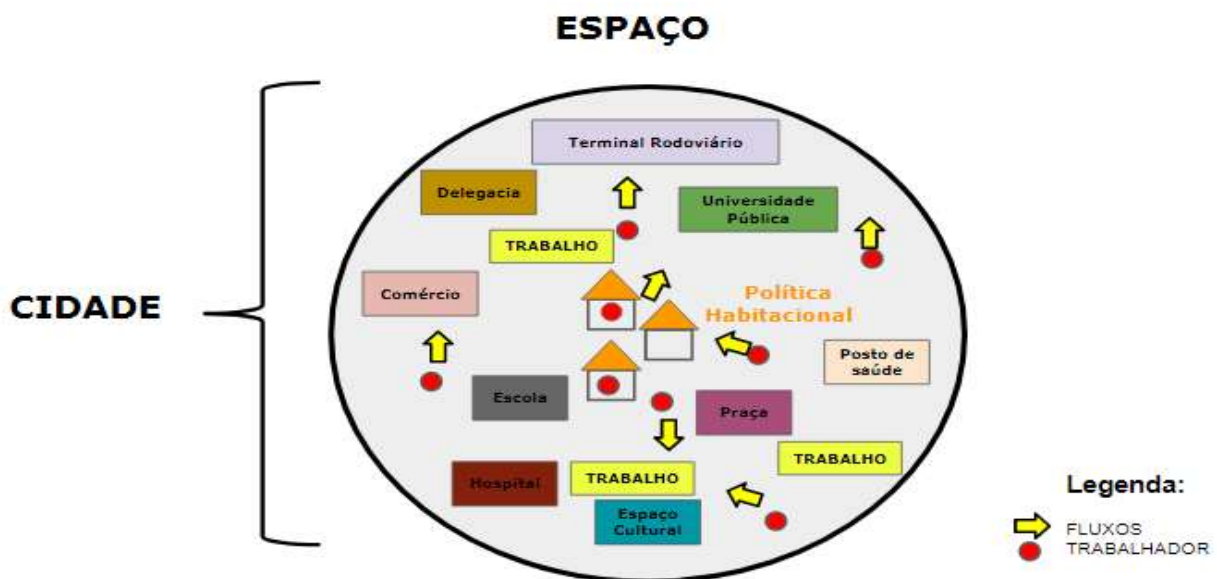 ESPAÇO
CIDADE
Terminal Rodoviário
Delegacia
Universidade
Pública
TRABALHO
Comércio
Política
Habitacional
Posto de
saúde
Escola
Praça
TRABALHO
Hospital
TRABALHO
Espaço
Cultural
Legenda:
FLUXOS
TRABALHADOR